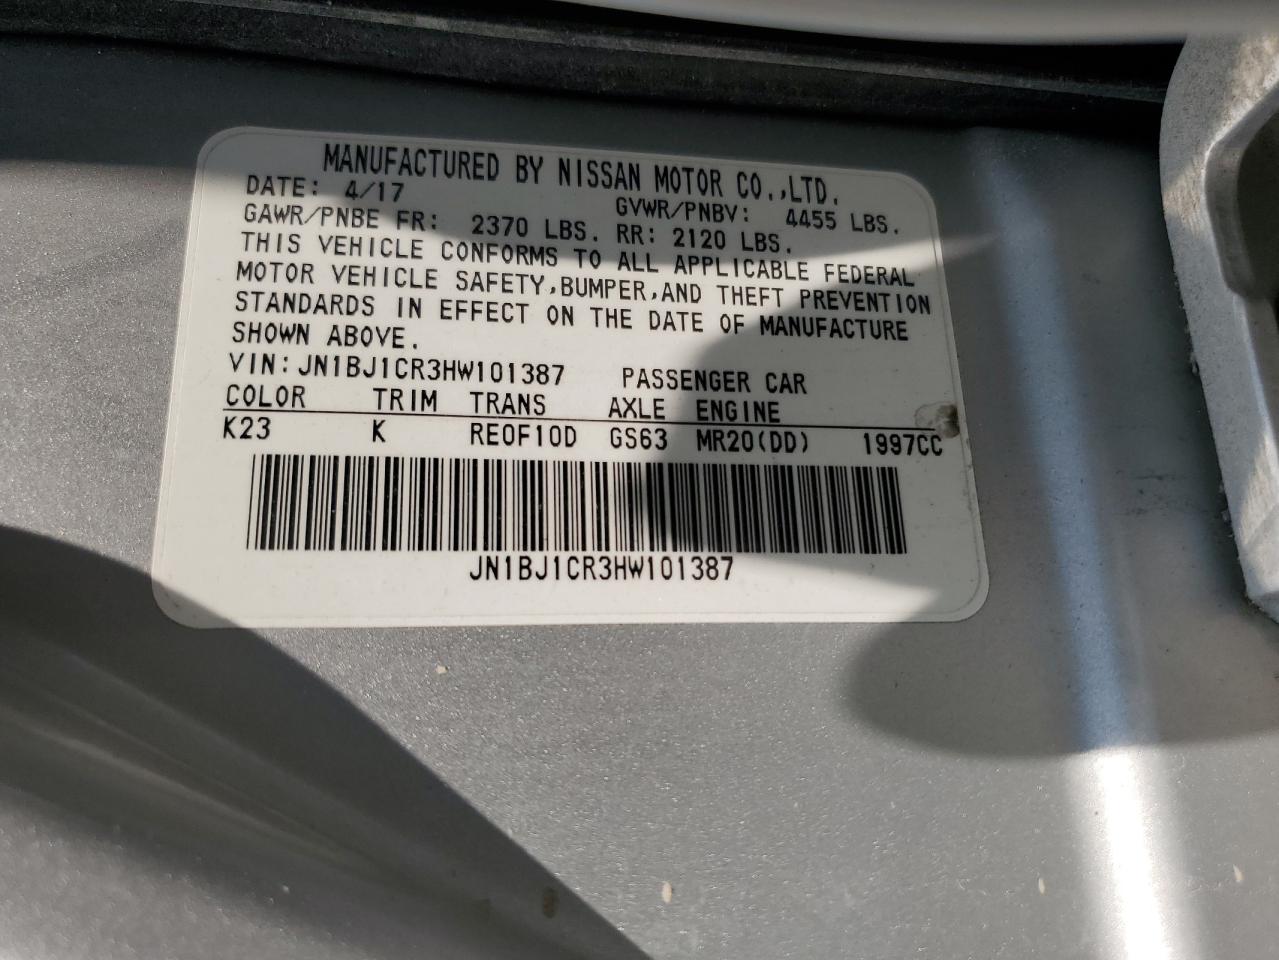 MANUFACTURED BY NISSAN MOTOR CO.,LTD.
DATE: 4/17 GVWR/PNBV: 4455 LBS.
GAWR/PNBE FR: 2370 LBS. RR: 2120 LBS.
THIS VEHICLE CONFORMS TO ALL APPLICABLE FEDERAL
MOTOR VEHICLE SAFETY,BUMPER,AND THEFT PREVENTION
STANDARDS IN EFFECT ON THE DATE OF MANUFACTURE
SHOWN ABOVE.
VIN:JN1BJ1CR3HW101387 PASSENGER CAR
COLOR TRIM TRANS AXLE ENGINE
K23 K RE0F10D GS63 MR20(DD) 1997CC
JN1BJ1CR3HW101387